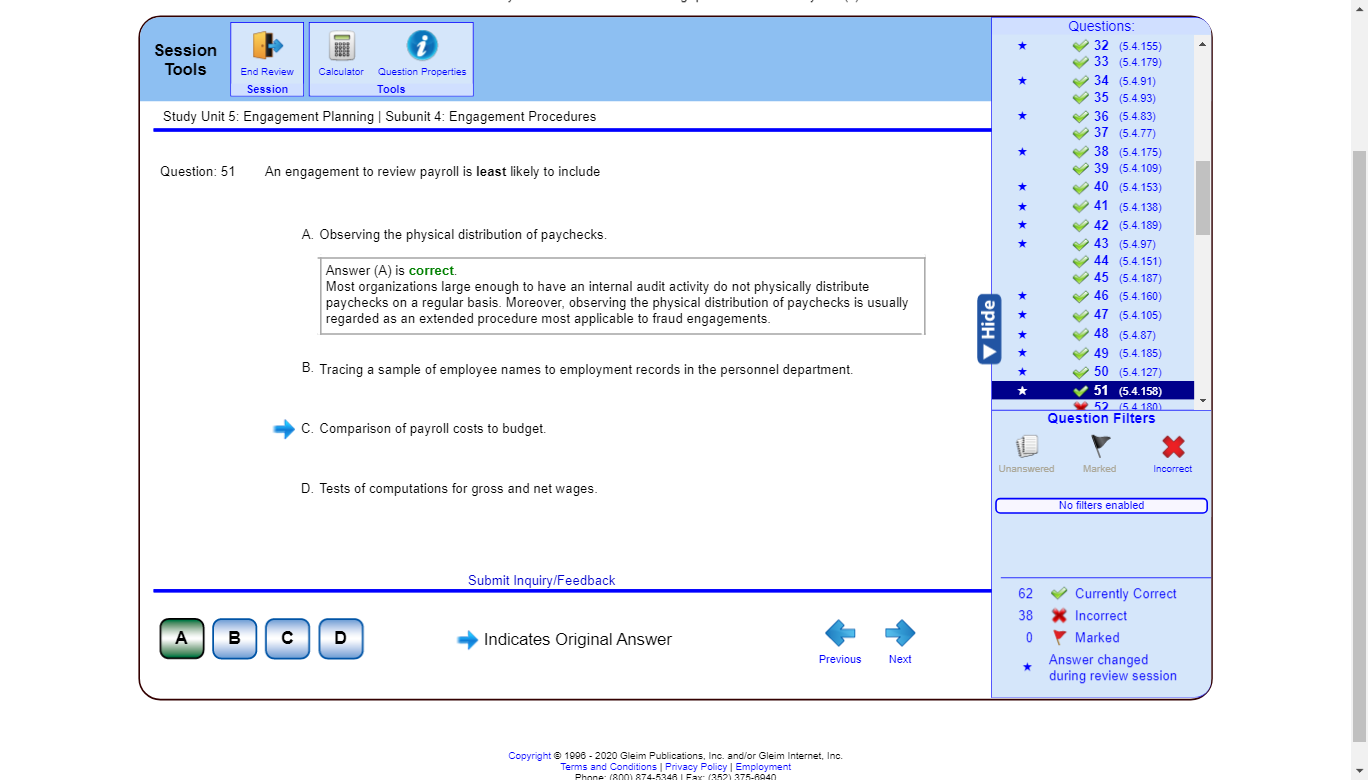 Questions:
Session
Tools
End Review
Session
Calculator
Question Properties
Tools
Study Unit 5: Engagement Planning | Subunit 4: Engagement Procedures
Question: 51 An engagement to review payroll is least likely to include
A. Observing the physical distribution of paychecks.
Answer (A) is correct.
Most organizations large enough to have an internal audit activity do not physically distribute
paychecks on a regular basis. Moreover, observing the physical distribution of paychecks is usually
regarded as an extended procedure most applicable to fraud engagements.
B. Tracing a sample of employee names to employment records in the personnel department.
C. Comparison of payroll costs to budget.
D. Tests of computations for gross and net wages.
Submit Inquiry/Feedback
A B C D
Indicates Original Answer
Previous
Next
Hide
32 (5.4.155)
33 (5.4.179)
34 (5.4.91)
35 (5.4.93)
36 (5.4.83)
37 (5.4.77)
38 (5.4.175)
39 (5.4.109)
40 (5.4.153)
41 (5.4.138)
42 (5.4.189)
43 (5.4.97)
44 (5.4.151)
45 (5.4.187)
46 (5.4.160)
47 (5.4.105)
48 (5.4.87)
49 (5.4.185)
50 (5.4.127)
51 (5.4.158)
52 (5.4.180)
Question Filters
Unanswered
Marked
Incorrect
No filters enabled
62 Currently Correct
38 Incorrect
0 Marked
Answer changed
during review session
Copyright © 1996 - 2020 Gleim Publications, Inc. and/or Gleim Internet, Inc.
Terms and Conditions | Privacy Policy | Employment
Phone: (800) 874-5346 | Fax: (352) 375-6940